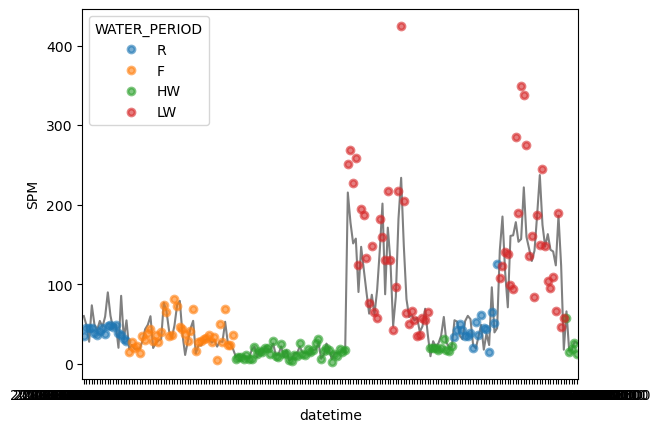 WATER_PERIOD
R
F
HW
LW
400
300
200
100
0
SPM
datetime